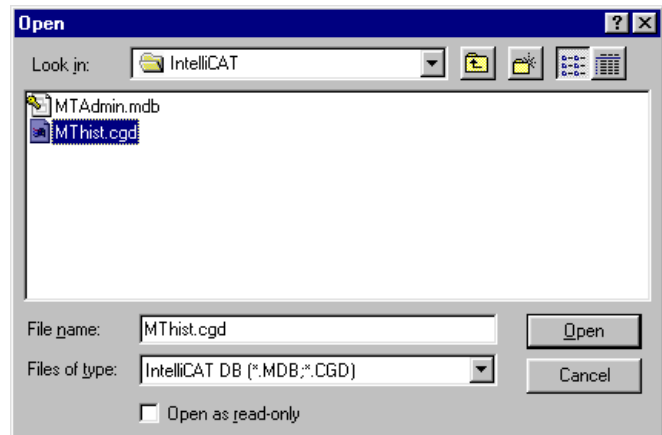 Open
Look in: IntelliCAT
MTAdmin.mdb
MThist.cgd
File name: MThist.cgd Open
Files of type: IntelliCAT DB (*.MDB;*.CGD) Cancel
Open as read-only